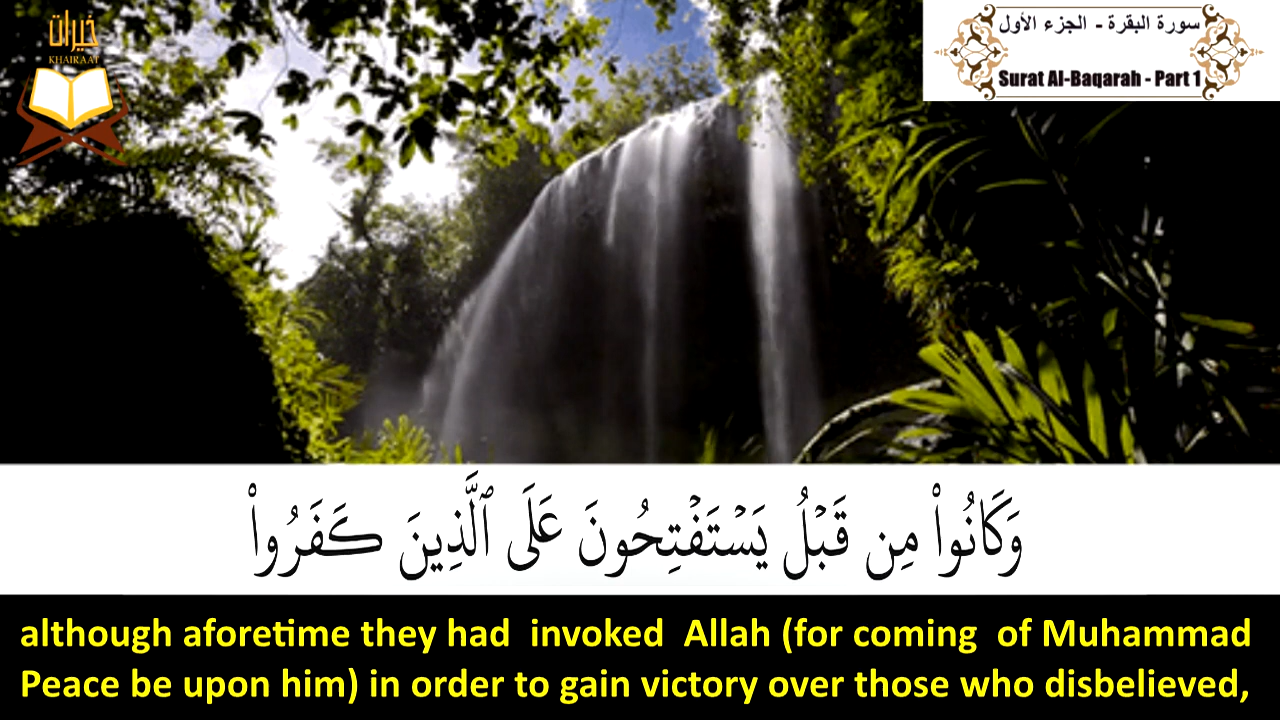 خيرات
KHAIRAAT
سورة البقرة - الجزء الأول
Surat Al-Baqarah - Part 1
وَكَانُوا۟ مِن قَبْلُ يَسْتَفْتِحُونَ عَلَى ٱلَّذِينَ كَفَرُوا۟
although aforetime they had invoked Allah (for coming of Muhammad
Peace be upon him) in order to gain victory over those who disbelieved,